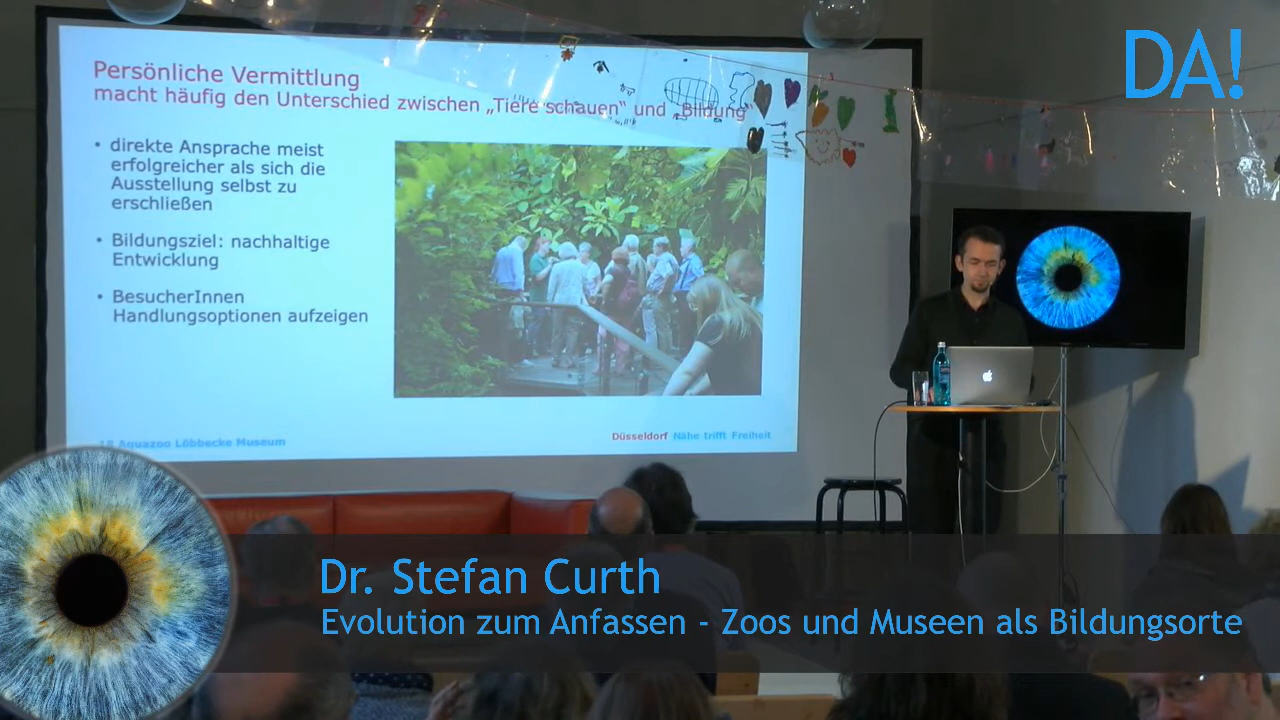 DA!
Persönliche Vermittlung
macht häufig den Unterschied zwischen „Tiere schauen“ und „Bildung“
• direkte Ansprache meist
erfolgreicher als sich die
Ausstellung selbst zu
erschließen
• Bildungsziel: nachhaltige
Entwicklung
• BesucherInnen
Handlungsoptionen aufzeigen
18 Aquazoo Löbbecke Museum
Düsseldorf Nähe trifft Freiheit
Dr. Stefan Curth
Evolution zum Anfassen - Zoos und Museen als Bildungsorte